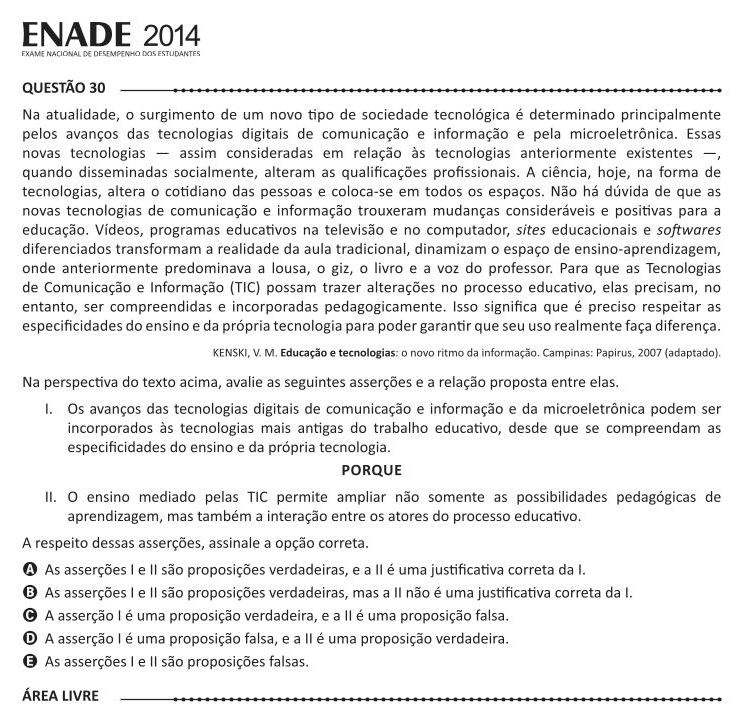 ENADE 2014
EXAME NACIONAL DE DESEMPENHO DOS ESTUDANTES
QUESTÃO 30
Na atualidade, o surgimento de um novo tipo de sociedade tecnológica é determinado principalmente
pelos avanços das tecnologias digitais de comunicação e informação e pela microeletrônica. Essas
novas tecnologias — assim consideradas em relação às tecnologias anteriormente existentes —,
quando disseminadas socialmente, alteram as qualificações profissionais. A ciência, hoje, na forma de
tecnologias, altera o cotidiano das pessoas e coloca-se em todos os espaços. Não há dúvida de que as
novas tecnologias de comunicação e informação trouxeram mudanças consideráveis e positivas para a
educação. Vídeos, programas educativos na televisão e no computador, sites educacionais e softwares
diferenciados transformam a realidade da aula tradicional, dinamizam o espaço de ensino-aprendizagem,
onde anteriormente predominava a lousa, o giz, o livro e a voz do professor. Para que as Tecnologias
de Comunicação e Informação (TIC) possam trazer alterações no processo educativo, elas precisam, no
entanto, ser compreendidas e incorporadas pedagogicamente. Isso significa que é preciso respeitar as
especificidades do ensino e da própria tecnologia para poder garantir que seu uso realmente faça diferença.
KENSKI, V. M. Educação e tecnologias: o novo ritmo da informação. Campinas: Papirus, 2007 (adaptado).
Na perspectiva do texto acima, avalie as seguintes asserções e a relação proposta entre elas.
I. Os avanços das tecnologias digitais de comunicação e informação e da microeletrônica podem ser
incorporados às tecnologias mais antigas do trabalho educativo, desde que se compreendam as
especificidades do ensino e da própria tecnologia.
PORQUE
II. O ensino mediado pelas TIC permite ampliar não somente as possibilidades pedagógicas de
aprendizagem, mas também a interação entre os atores do processo educativo.
A respeito dessas asserções, assinale a opção correta.
A As asserções I e II são proposições verdadeiras, e a II é uma justificativa correta da I.
B As asserções I e II são proposições verdadeiras, mas a II não é uma justificativa correta da I.
C A asserção I é uma proposição verdadeira, e a II é uma proposição falsa.
D A asserção I é uma proposição falsa, e a II é uma proposição verdadeira.
E As asserções I e II são proposições falsas.
ÁREA LIVRE